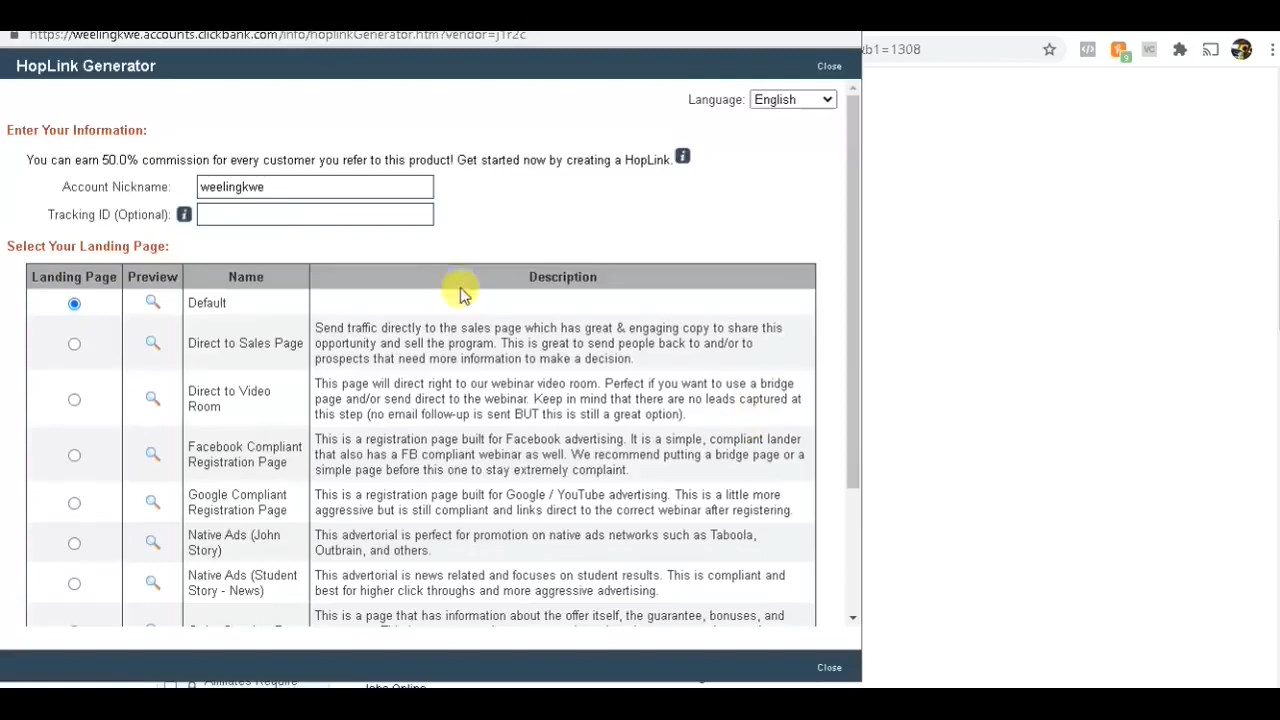 https://weelingkwe.accounts.clickbank.com/info/hoplinkGenerator.htm?vendor=j1r2c
b1=1308
9
VC
HopLink Generator
Close
Language: English
Enter Your Information:
You can earn 50.0% commission for every customer you refer to this product! Get started now by creating a HopLink.
Account Nickname: weelingkwe
Tracking ID (Optional):
Select Your Landing Page:
Landing Page Preview Name Description
Default
Direct to Sales Page
Send traffic directly to the sales page which has great & engaging copy to share this
opportunity and sell the program. This is great to send people back to and/or to
prospects that need more information to make a decision.
Direct to Video
Room
This page will direct right to our webinar video room. Perfect if you want to use a bridge
page and/or send direct to the webinar. Keep in mind that there are no leads captured at
this step (no email follow-up is sent BUT this is still a great option).
Facebook Compliant
Registration Page
This is a registration page built for Facebook advertising. It is a simple, compliant lander
that also has a FB compliant webinar as well. We recommend putting a bridge page or a
simple page before this one to stay extremely complaint.
Google Compliant
Registration Page
This is a registration page built for Google / YouTube advertising. This is a little more
aggressive but is still compliant and links direct to the correct webinar after registering.
Native Ads (John
Story)
This advertorial is perfect for promotion on native ads networks such as Taboola,
Outbrain, and others.
Native Ads (Student
Story - News)
This advertorial is news related and focuses on student results. This is compliant and
best for higher click throughs and more aggressive advertising.
This is a page that has information about the offer itself, the guarantee, bonuses, and
Close
Affiliates Require
Jobs Online